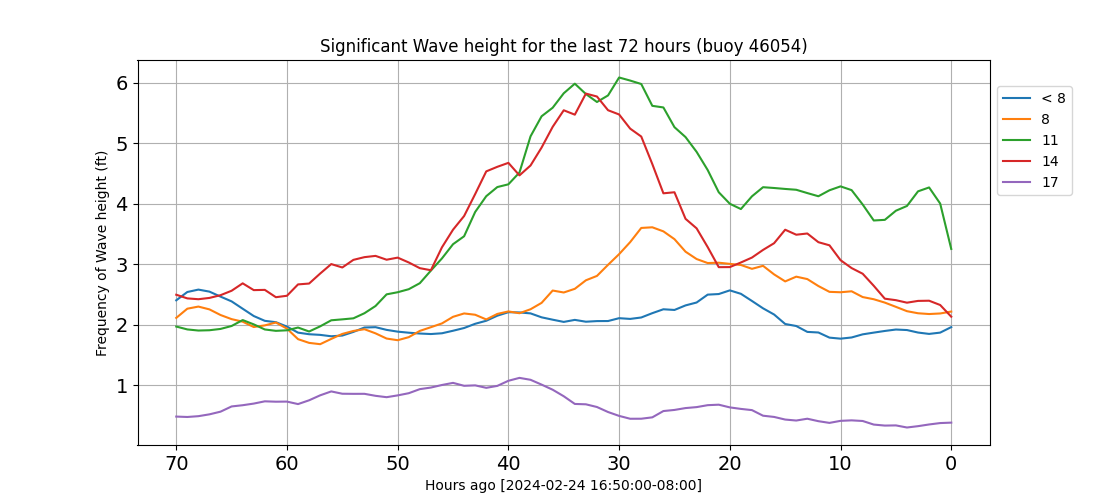 Significant Wave height for the last 72 hours (buoy 46054)
Frequency of Wave height (ft)
6
5
4
3
2
1
70 60 50 40 30 20 10 0
Hours ago [2024-02-24 16:50:00-08:00]
< 8
8
11
14
17